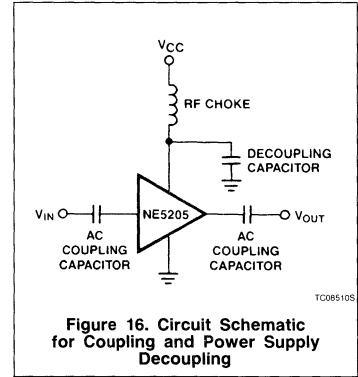 VCC
RF CHOKE
DECOUPLING
CAPACITOR
VIN
NE5205
VOUT
AC
COUPLING
CAPACITOR
AC
COUPLING
CAPACITOR
TC08510S
Figure 16. Circuit Schematic
for Coupling and Power Supply
Decoupling